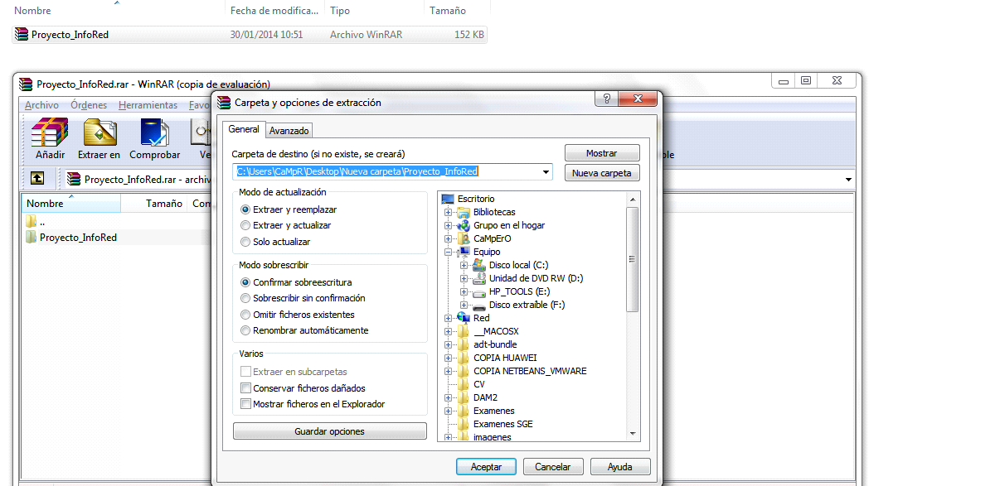 Nombre Fecha de modifica... Tipo Tamaño
Proyecto_InfoRed 30/01/2014 10:51 Archivo WinRAR 152 KB
Proyecto_InfoRed.rar - WinRAR (copia de evaluación)
Archivo Órdenes Herramientas Favo
Añadir Extraer en Comprobar Ve
Proyecto_InfoRed.rar - archiv
Nombre Tamaño Com
..
Proyecto_InfoRed
Carpeta y opciones de extracción
General Avanzado
Carpeta de destino (si no existe, se creará)
C:\Users\CaMpR\Desktop\Nueva carpeta\Proyecto_InfoRed
Mostrar
Nueva carpeta
Modo de actualización
Extraer y reemplazar
Extraer y actualizar
Solo actualizar
Modo sobrescribir
Confirmar sobreescritura
Sobrescribir sin confirmación
Omitir ficheros existentes
Renombrar automáticamente
Varios
Extraer en subcarpetas
Conservar ficheros dañados
Mostrar ficheros en el Explorador
Guardar opciones
Escritorio
Bibliotecas
Grupo en el hogar
CaMpErO
Equipo
Disco local (C:)
Unidad de DVD RW (D:)
HP_TOOLS (E:)
Disco extraíble (F:)
Red
__MACOSX
adt-bundle
COPIA HUAWEI
COPIA NETBEANS_VMWARE
CV
DAM2
Examenes
Examenes SGE
imagenes
Aceptar Cancelar Ayuda